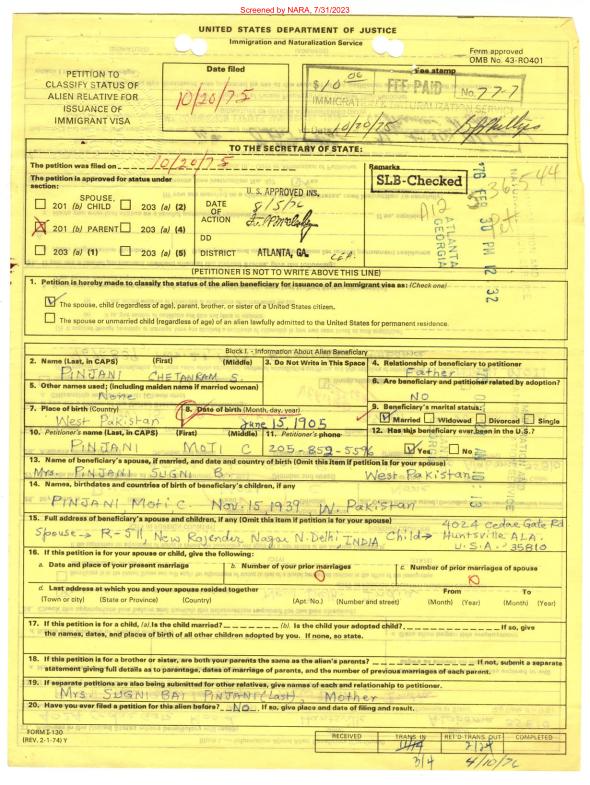 Screened by NARA, 7/31/2023
UNITED STATES DEPARTMENT OF JUSTICE
Immigration and Naturalization Service
Form approved
OMB No. 43-RO401
PETITION TO
CLASSIFY STATUS OF
ALIEN RELATIVE FOR
ISSUANCE OF
IMMIGRANT VISA
Date filed
10/20/75
Fee stamp
$10 00 FEE PAID No. 77-7
IMMIGRATION & NATURALIZATION SERVICE
10/20/75
TO THE SECRETARY OF STATE:
The petition was filed on 10/20/75
The petition is approved for status under
section:
SPOUSE,
201 (b) CHILD 203 (a) (2)
201 (b) PARENT 203 (a) (4)
203 (a) (1) 203 (a) (5)
U.S. APPROVED INS.
DATE
OF
ACTION
DD
DISTRICT ATLANTA, GA.
Remarks
SLB-Checked
A12
ATLANTA
GEORGIA
'76 FEB 30 PM 12 32
(PETITIONER IS NOT TO WRITE ABOVE THIS LINE)
1. Petition is hereby made to classify the status of the alien beneficiary for issuance of an immigrant visa as: (Check one)
The spouse, child (regardless of age), parent, brother, or sister of a United States citizen.
The spouse or unmarried child (regardless of age) of an alien lawfully admitted to the United States for permanent residence.
Block I. - Information About Alien Beneficiary
2. Name (Last, in CAPS) (First) (Middle)
PINJANI CHETANRAM S.
3. Do Not Write in This Space
4. Relationship of beneficiary to petitioner
Father
5. Other names used; (including maiden name if married woman)
None
6. Are beneficiary and petitioner related by adoption?
NO
7. Place of birth (Country)
West Pakistan
8. Date of birth (Month, day, year)
June 15, 1905
9. Beneficiary's marital status:
Married Widowed Divorced Single
10. Petitioner's name (Last, in CAPS) (First) (Middle)
PINJANI MOTI C
11. Petitioner's phone
205-852-5596
12. Has this beneficiary ever been in the U.S.?
Yes No
13. Name of beneficiary's spouse, if married, and date and country of birth (Omit this item if petition is for your spouse)
Mrs. PINJANI SUGNI B. West Pakistan
14. Names, birthdates and countries of birth of beneficiary's children, if any
PINJANI, Moti C. Nov. 15, 1939 W. Pakistan
15. Full address of beneficiary's spouse and children, if any (Omit this item if petition is for your spouse)
Spouse→ R-511, New Rajender Nagar N. Delhi, INDIA Child→ 4024 Cedar Gate Rd
Huntsville ALA.
U.S.A. 35810
16. If this petition is for your spouse or child, give the following:
a. Date and place of your present marriage
b. Number of your prior marriages
0
c. Number of prior marriages of spouse
0
d. Last address at which you and your spouse resided together From To
(Town or city) (State or Province) (Country) (Apt. No.) (Number and street) (Month) (Year) (Month) (Year)
17. If this petition is for a child, (a). Is the child married? (b). Is the child your adopted child? If so, give
the names, dates, and places of birth of all other children adopted by you. If none, so state.
18. If this petition is for a brother or sister, are both your parents the same as the alien's parents? If not, submit a separate
statement giving full details as to parentage, dates of marriage of parents, and the number of previous marriages of each parent.
19. If separate petitions are also being submitted for other relatives, give names of each and relationship to petitioner.
Mrs. SUGNI BAI PINJANI (Last), Mother
20. Have you ever filed a petition for this alien before? NO. If so, give place and date of filing and result.
FORM I-130
(REV. 2-1-74) Y
RECEIVED TRANS. IN RET'D-TRANS. OUT COMPLETED
3/4 4/10/76